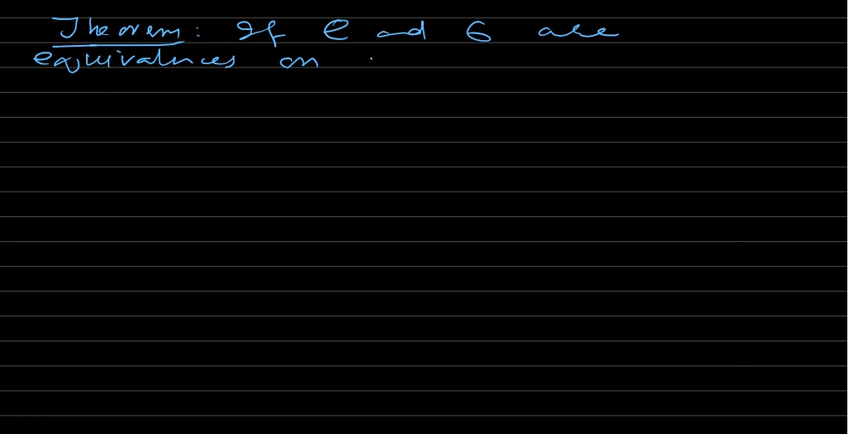 Theorem: If ρ and σ are
equivalences on